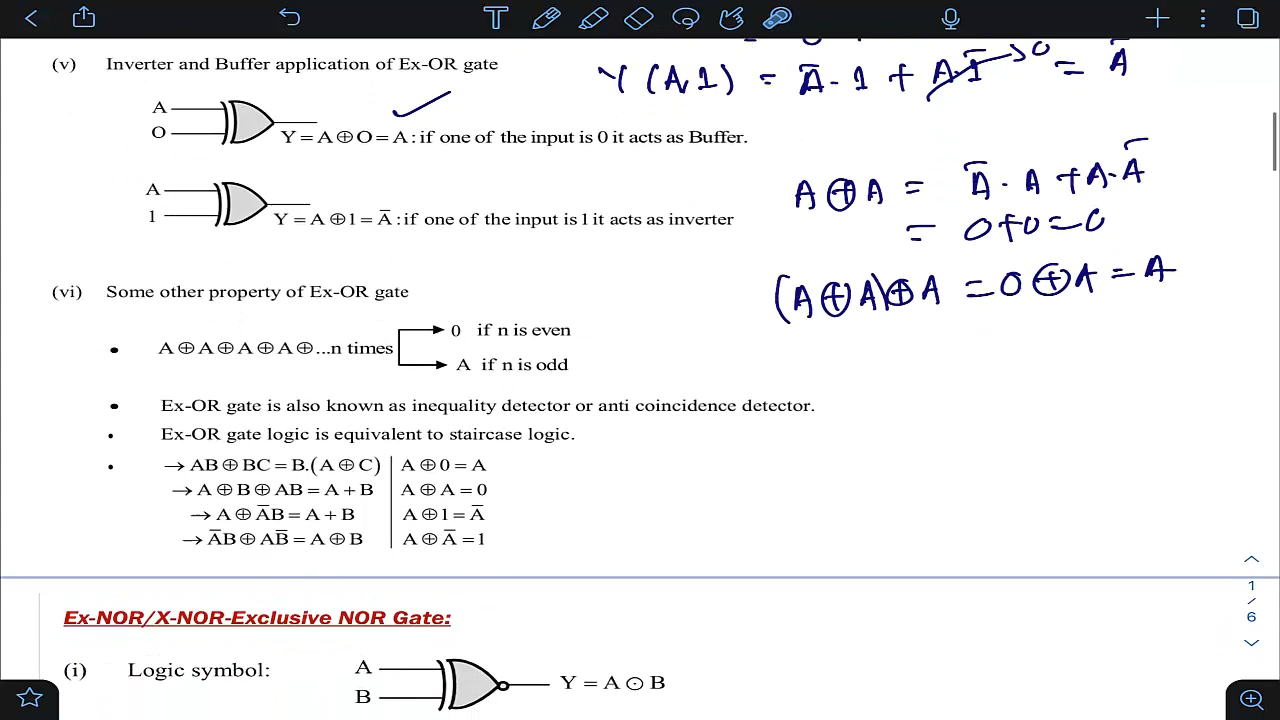 Y (A, 1) = A̅ · 1 + A · 1̅ → 0 = A̅
(v) Inverter and Buffer application of Ex-OR gate
A
O
Y = A ⊕ O = A : if one of the input is 0 it acts as Buffer.
A
1
Y = A ⊕ 1 = A̅ : if one of the input is 1 it acts as inverter
A ⊕ A = A̅ · A + A · A̅
= 0 + 0 = 0
(A ⊕ A) ⊕ A = 0 ⊕ A = A
(vi) Some other property of Ex-OR gate
• A ⊕ A ⊕ A ⊕ A ⊕ ...n times
0 if n is even
A if n is odd
• Ex-OR gate is also known as inequality detector or anti coincidence detector.
• Ex-OR gate logic is equivalent to staircase logic.
• → AB ⊕ BC = B.(A ⊕ C) | A ⊕ 0 = A
→ A ⊕ B ⊕ AB = A + B | A ⊕ A = 0
→ A ⊕ A̅B = A + B | A ⊕ 1 = A̅
→ A̅B ⊕ AB̅ = A ⊕ B | A ⊕ A̅ = 1
1
/
6
Ex-NOR/X-NOR-Exclusive NOR Gate:
(i) Logic symbol:
A
B
Y = A ⊙ B